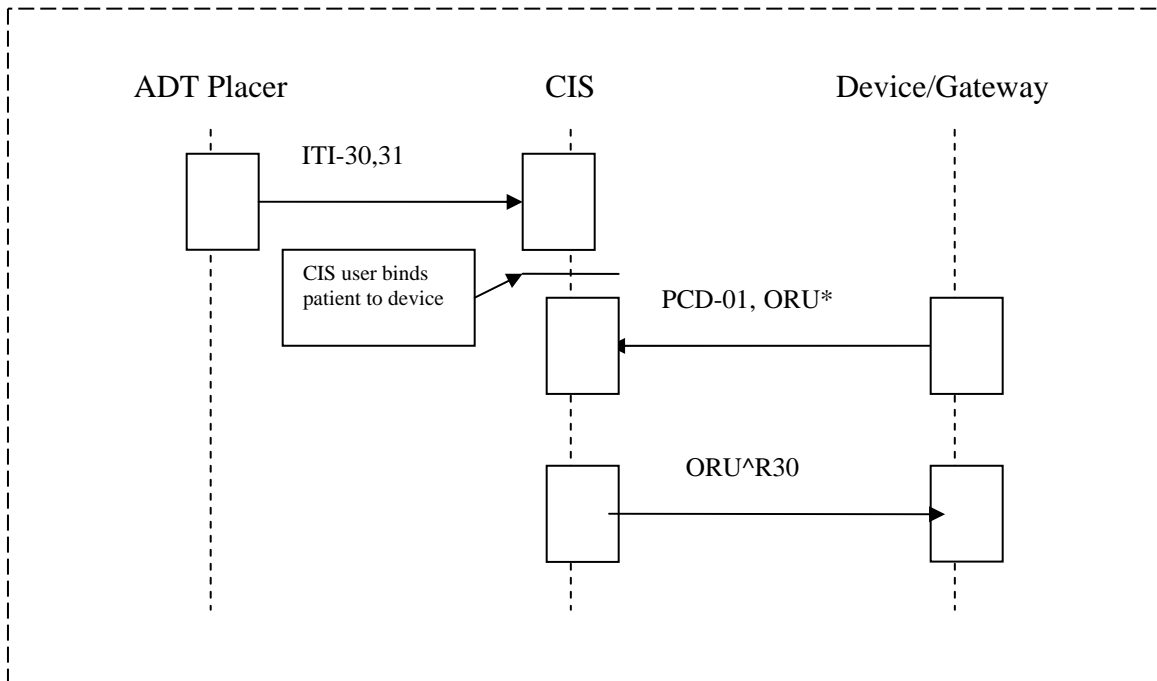 ADT Placer
CIS
Device/Gateway
ITI-30,31
CIS user binds
patient to device
PCD-01, ORU*
ORU^R30